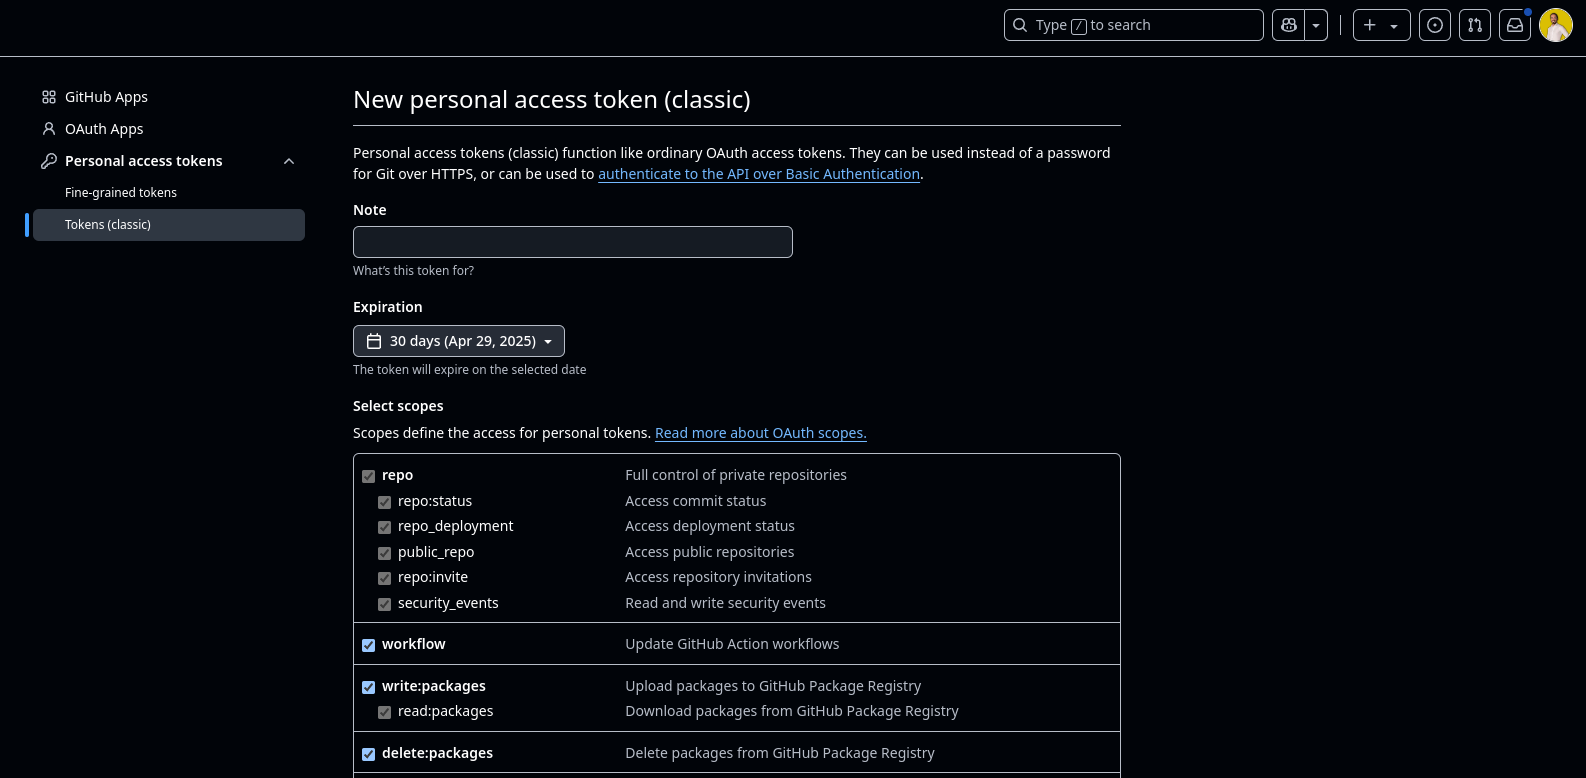 Type / to search
GitHub Apps
OAuth Apps
Personal access tokens
Fine-grained tokens
Tokens (classic)
New personal access token (classic)
Personal access tokens (classic) function like ordinary OAuth access tokens. They can be used instead of a password
for Git over HTTPS, or can be used to authenticate to the API over Basic Authentication.
Note
What's this token for?
Expiration
30 days (Apr 29, 2025)
The token will expire on the selected date
Select scopes
Scopes define the access for personal tokens. Read more about OAuth scopes.
repo Full control of private repositories
repo:status Access commit status
repo_deployment Access deployment status
public_repo Access public repositories
repo:invite Access repository invitations
security_events Read and write security events
workflow Update GitHub Action workflows
write:packages Upload packages to GitHub Package Registry
read:packages Download packages from GitHub Package Registry
delete:packages Delete packages from GitHub Package Registry